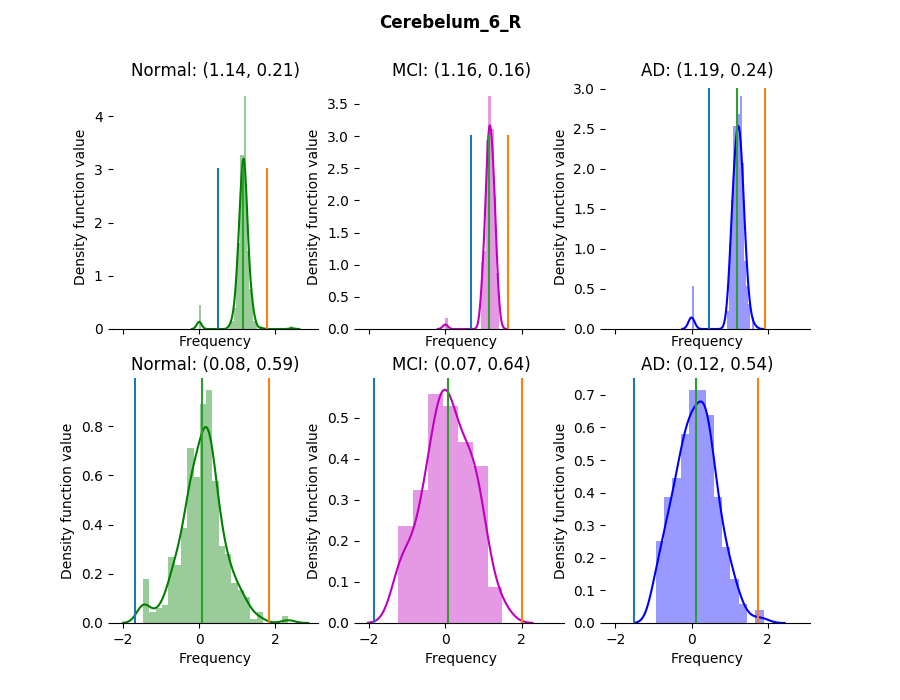 Cerebelum_6_R
Normal: (1.14, 0.21)
MCI: (1.16, 0.16)
AD: (1.19, 0.24)
Density function value
4
3
2
1
0
Frequency
Density function value
3.5
3.0
2.5
2.0
1.5
1.0
0.5
0.0
Frequency
Density function value
3.0
2.5
2.0
1.5
1.0
0.5
0.0
Frequency
Normal: (0.08, 0.59)
MCI: (0.07, 0.64)
AD: (0.12, 0.54)
Density function value
0.8
0.6
0.4
0.2
0.0
−2 0 2
Frequency
Density function value
0.5
0.4
0.3
0.2
0.1
0.0
−2 0 2
Frequency
Density function value
0.7
0.6
0.5
0.4
0.3
0.2
0.1
0.0
−2 0 2
Frequency